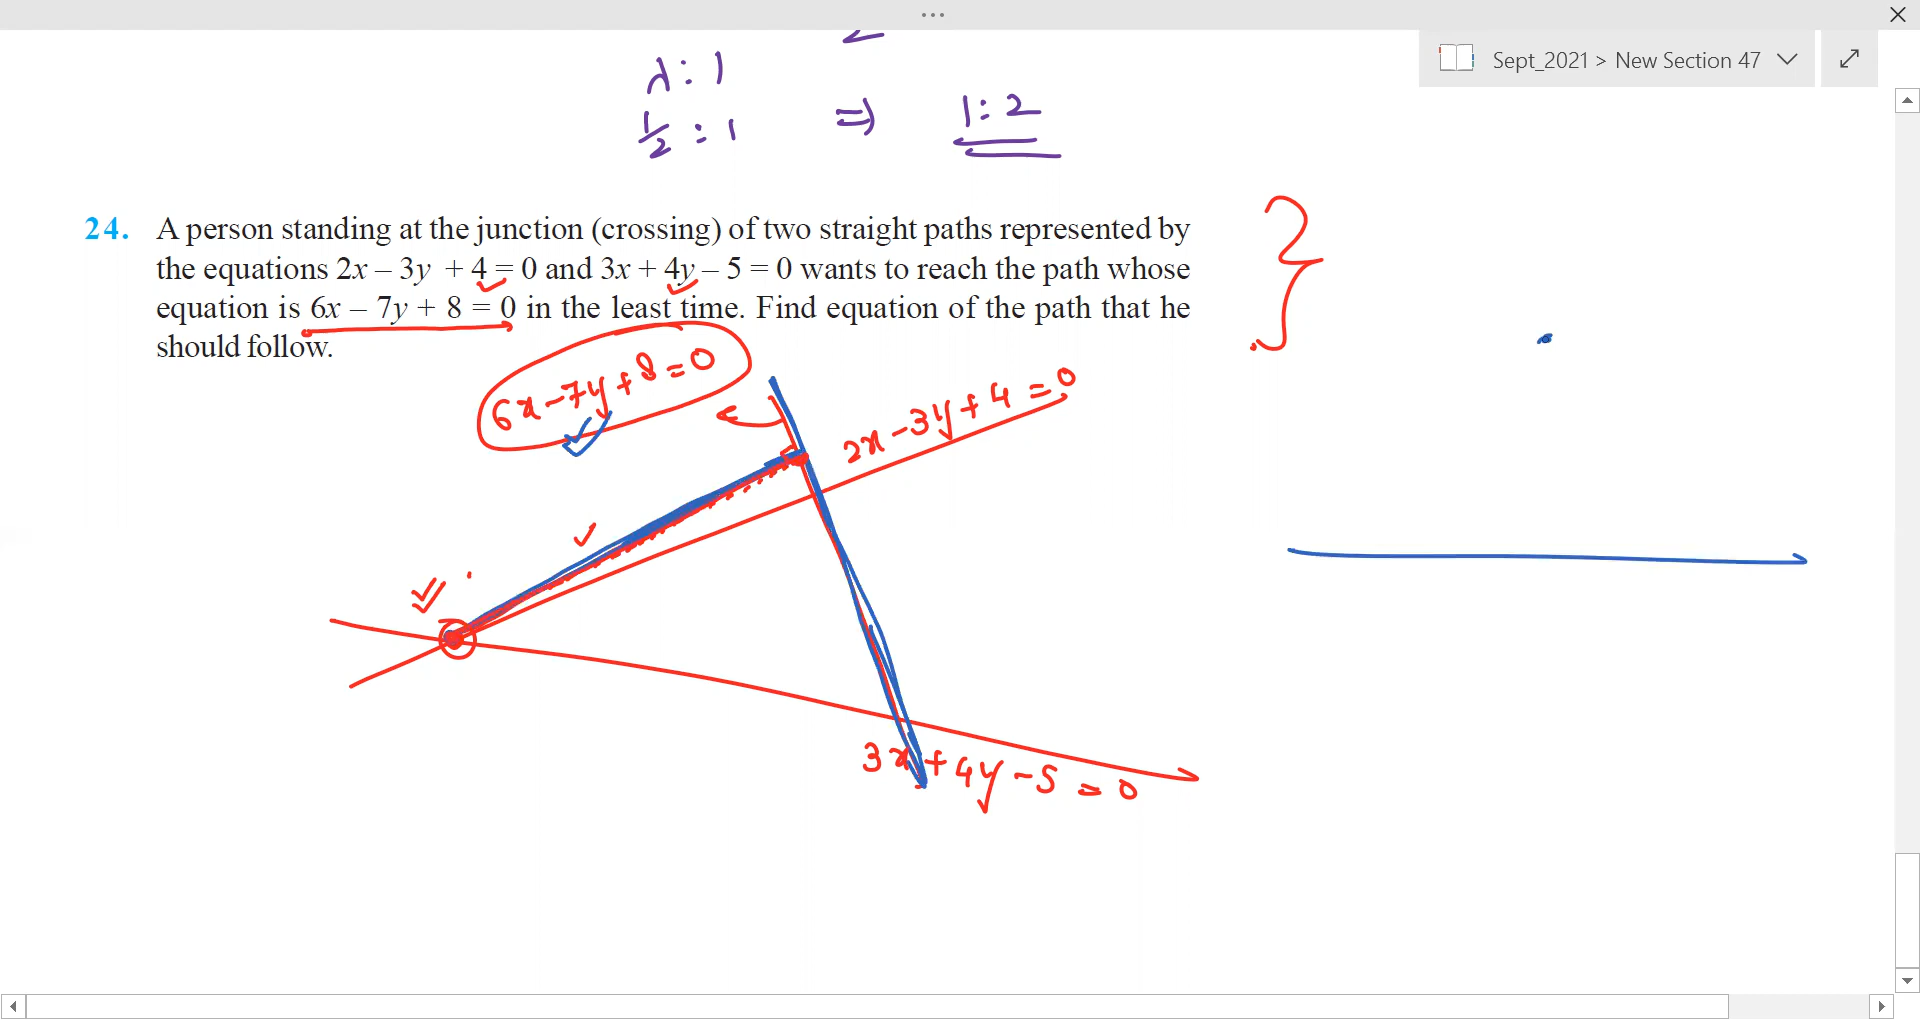 Sept_2021 > New Section 47
λ : 1
1/2 : 1 ⇒ 1 : 2
24. A person standing at the junction (crossing) of two straight paths represented by
the equations 2x – 3y + 4 = 0 and 3x + 4y – 5 = 0 wants to reach the path whose
equation is 6x – 7y + 8 = 0 in the least time. Find equation of the path that he
should follow.
6x - 7y + 8 = 0
2x - 3y + 4 = 0
3x + 4y - 5 = 0